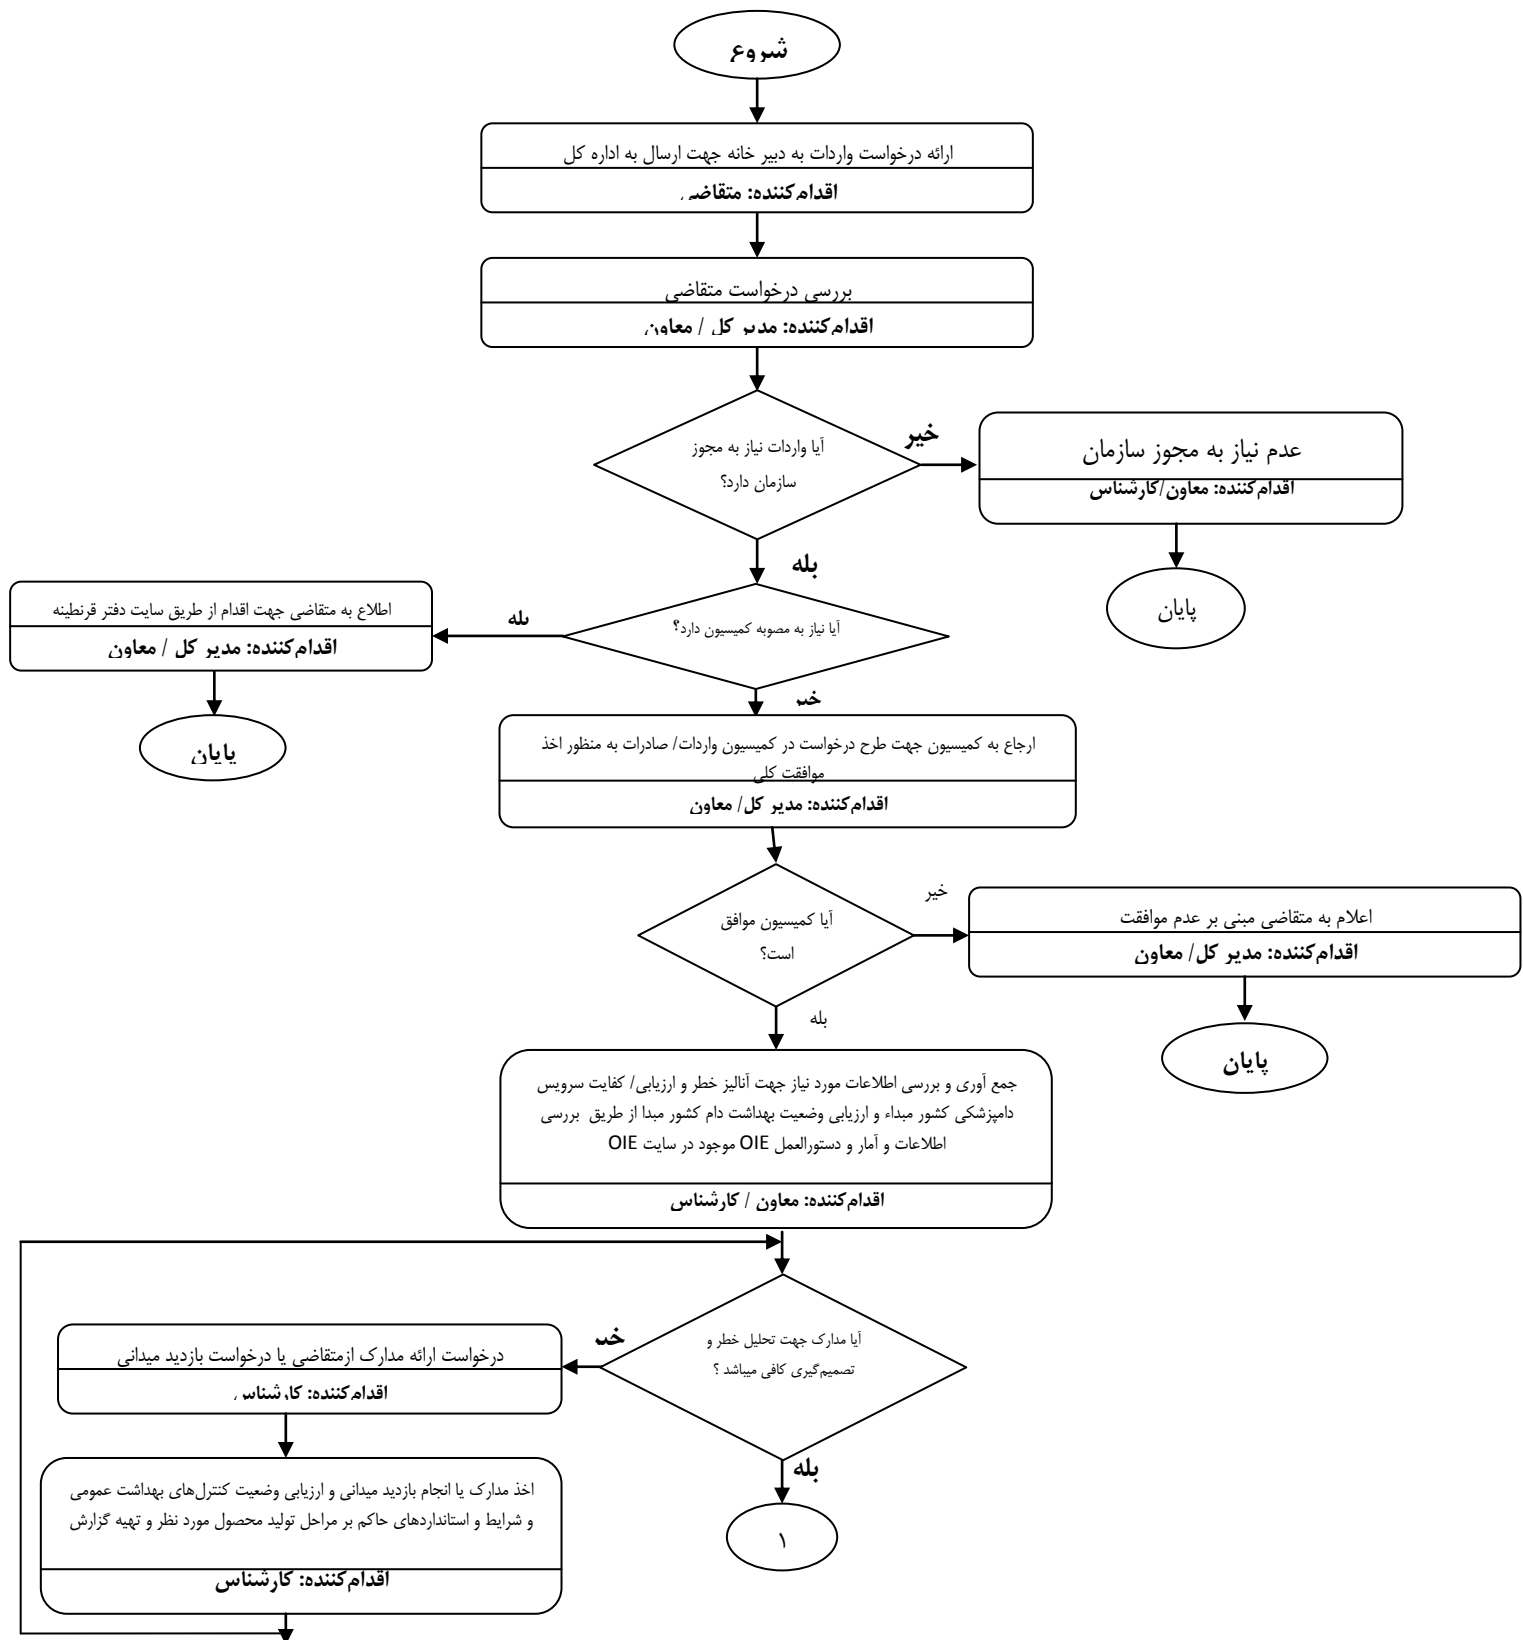 شروع
ارائه درخواست واردات به دبیر خانه جهت ارسال به اداره کل
اقدام‌کننده: متقاضی
بررسی درخواست متقاضی
اقدام‌کننده: مدیر کل / معاون
آیا واردات نیاز به مجوز
سازمان دارد؟
خیر
عدم نیاز به مجوز سازمان
اقدام‌کننده: معاون/کارشناس
پایان
بله
آیا نیاز به مصوبه کمیسیون دارد؟
بله
اطلاع به متقاضی جهت اقدام از طریق سایت دفتر قرنطینه
اقدام‌کننده: مدیر کل / معاون
پایان
خیر
ارجاع به کمیسیون جهت طرح درخواست در کمیسیون واردات/ صادرات به منظور اخذ
موافقت کلی
اقدام‌کننده: مدیر کل/ معاون
آیا کمیسیون موافق
است؟
خیر
اعلام به متقاضی مبنی بر عدم موافقت
اقدام‌کننده: مدیر کل/ معاون
پایان
بله
جمع آوری و بررسی اطلاعات مورد نیاز جهت آنالیز خطر و ارزیابی/ کفایت سرویس
دامپزشکی کشور مبداء و ارزیابی وضعیت بهداشت دام کشور مبدا از طریق بررسی
اطلاعات و آمار و دستورالعمل OIE موجود در سایت OIE
اقدام‌کننده: معاون / کارشناس
آیا مدارک جهت تحلیل خطر و
تصمیم‌گیری کافی میباشد ؟
خیر
درخواست ارائه مدارک ازمتقاضی یا درخواست بازدید میدانی
اقدام‌کننده: کارشناس
اخذ مدارک یا انجام بازدید میدانی و ارزیابی وضعیت کنترل‌های بهداشت عمومی
و شرایط و استانداردهای حاکم بر مراحل تولید محصول مورد نظر و تهیه گزارش
اقدام‌کننده: کارشناس
بله
۱